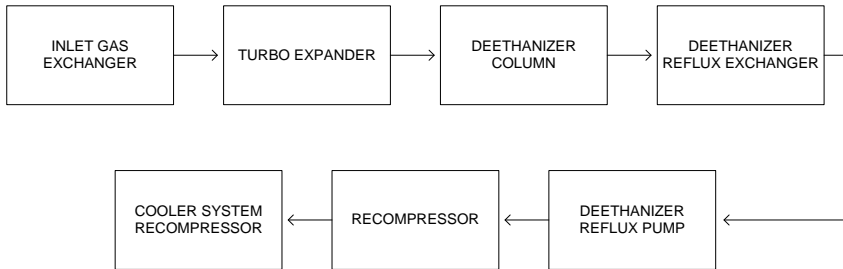 INLET GAS
EXCHANGER
TURBO EXPANDER
DEETHANIZER
COLUMN
DEETHANIZER
REFLUX EXCHANGER
COOLER SYSTEM
RECOMPRESSOR
RECOMPRESSOR
DEETHANIZER
REFLUX PUMP